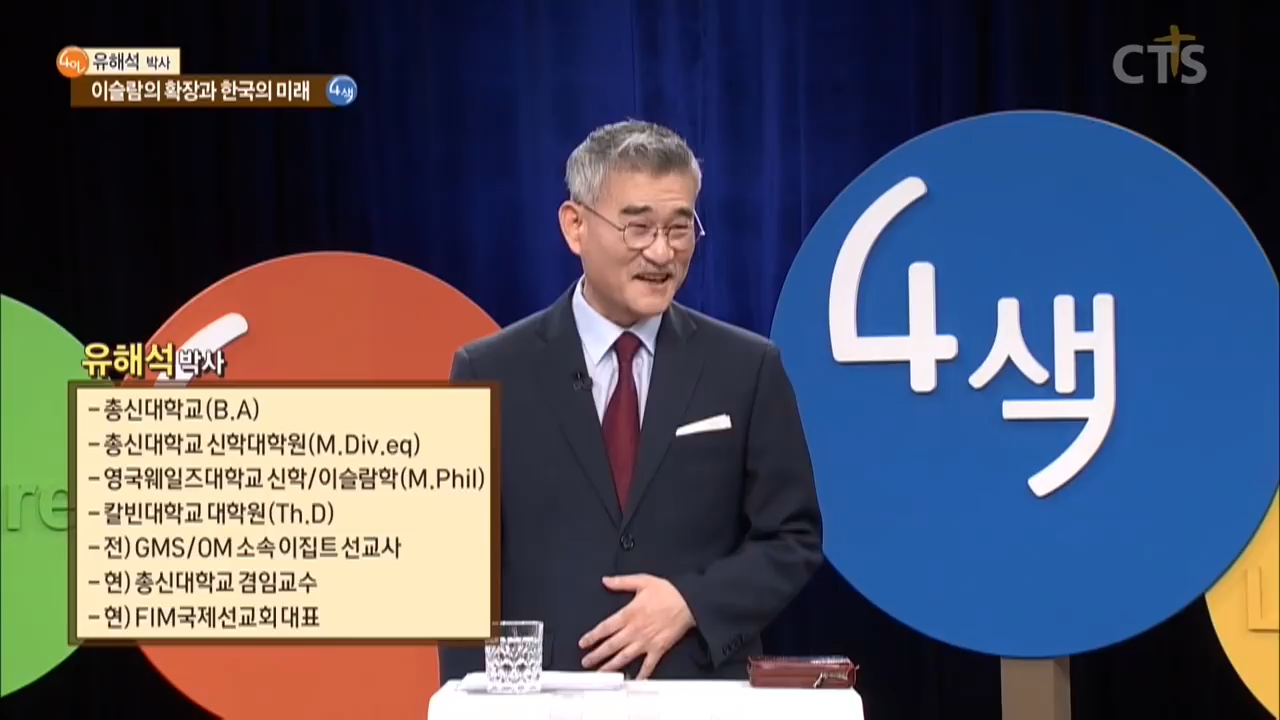 4인 유해석 박사
이슬람의 확장과 한국의 미래 4색
CTS
4색
유해석 박사
- 총신대학교(B.A)
- 총신대학교 신학대학원(M.Div.eq)
- 영국웨일즈대학교 신학/이슬람학(M.Phil)
- 칼빈대학교 대학원(Th.D)
- 전) GMS/OM 소속 이집트 선교사
- 현) 총신대학교 겸임교수
- 현) FIM국제선교회 대표
re